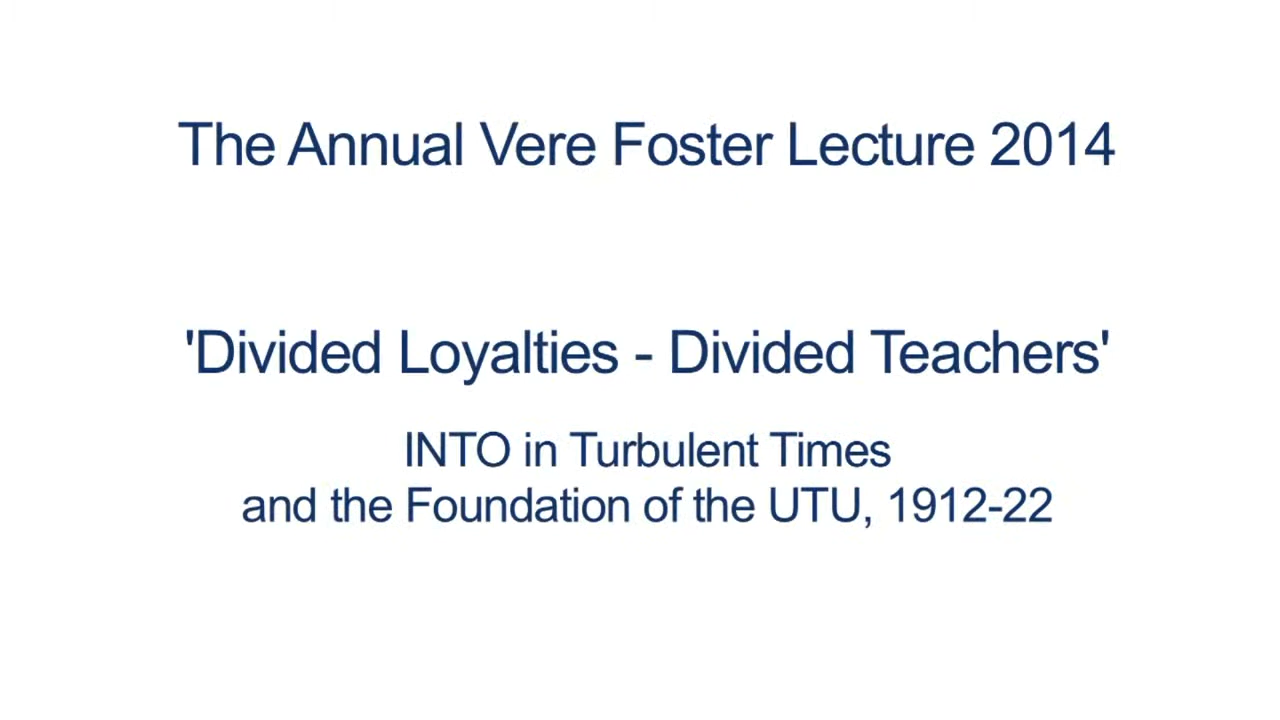 The Annual Vere Foster Lecture 2014
'Divided Loyalties - Divided Teachers'
INTO in Turbulent Times
and the Foundation of the UTU, 1912-22